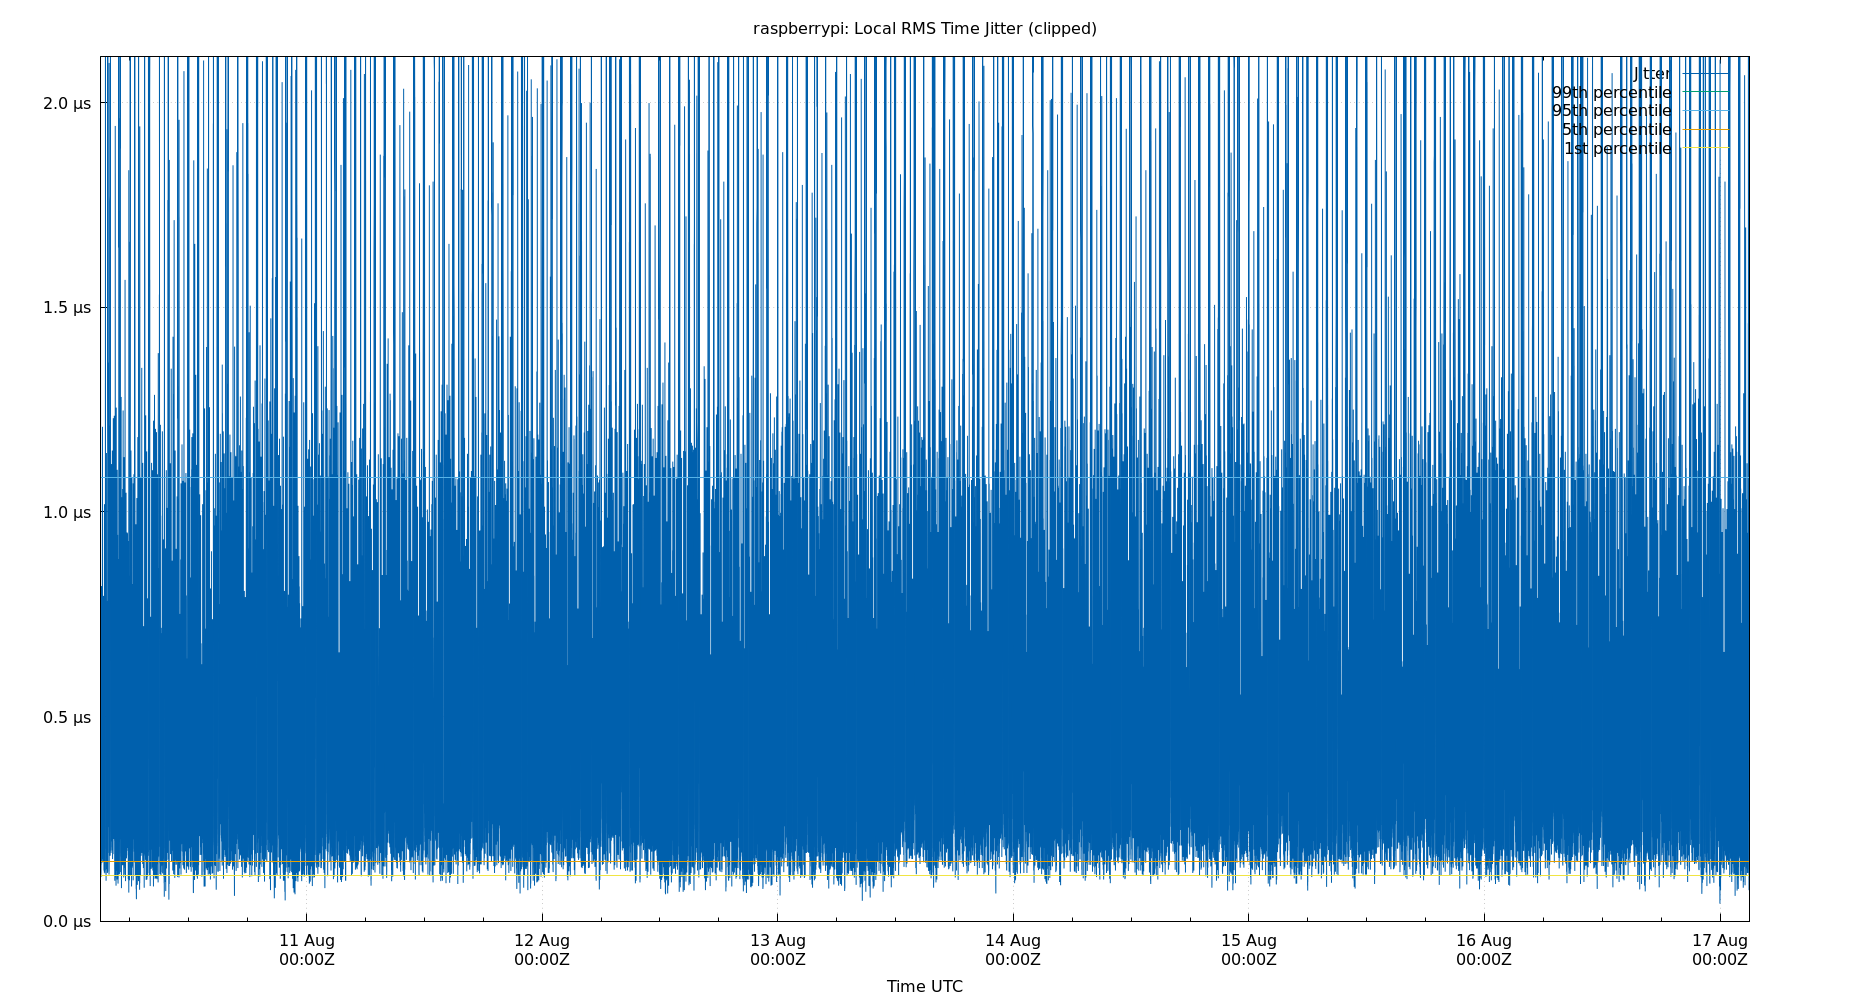 raspberrypi: Local RMS Time Jitter (clipped)
Jitter
99th percentile
95th percentile
5th percentile
1st percentile
2.0 μs
1.5 μs
1.0 μs
0.5 μs
0.0 μs
11 Aug 12 Aug 13 Aug 14 Aug 15 Aug 16 Aug 17 Aug
00:00Z 00:00Z 00:00Z 00:00Z 00:00Z 00:00Z 00:00Z
Time UTC